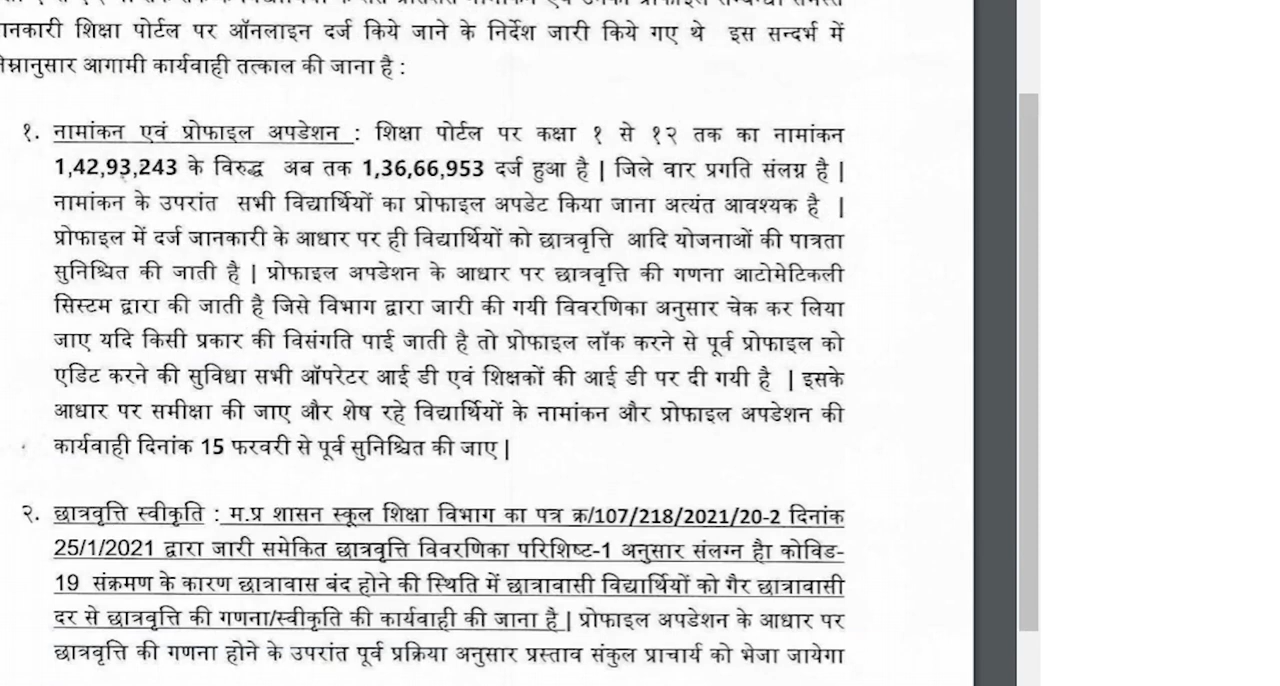 नकारी शिक्षा पोर्टल पर ऑनलाइन दर्ज किये जाने के निर्देश जारी किये गए थे इस सन्दर्भ में
म्नानुसार आगामी कार्यवाही तत्काल की जाना है :
१. नामांकन एवं प्रोफाइल अपडेशन : शिक्षा पोर्टल पर कक्षा १ से १२ तक का नामांकन
1,42,93,243 के विरुद्ध अब तक 1,36,66,953 दर्ज हुआ है | जिले वार प्रगति संलग्न है |
नामांकन के उपरांत सभी विद्यार्थियों का प्रोफाइल अपडेट किया जाना अत्यंत आवश्यक है |
प्रोफाइल में दर्ज जानकारी के आधार पर ही विद्यार्थियों को छात्रवृत्ति आदि योजनाओं की पात्रता
सुनिश्चित की जाती है | प्रोफाइल अपडेशन के आधार पर छात्रवृत्ति की गणना आटोमेटिकली
सिस्टम द्वारा की जाती है जिसे विभाग द्वारा जारी की गयी विवरणिका अनुसार चेक कर लिया
जाए यदि किसी प्रकार की विसंगति पाई जाती है तो प्रोफाइल लॉक करने से पूर्व प्रोफाइल को
एडिट करने की सुविधा सभी ऑपरेटर आई डी एवं शिक्षकों की आई डी पर दी गयी है | इसके
आधार पर समीक्षा की जाए और शेष रहे विद्यार्थियों के नामांकन और प्रोफाइल अपडेशन की
कार्यवाही दिनांक 15 फरवरी से पूर्व सुनिश्चित की जाए |
२. छात्रवृत्ति स्वीकृति : म.प्र शासन स्कूल शिक्षा विभाग का पत्र क्र/107/218/2021/20-2 दिनांक
25/1/2021 द्वारा जारी समेकित छात्रवृत्ति विवरणिका परिशिष्ट-1 अनुसार संलग्न है। कोविड-
19 संक्रमण के कारण छात्रावास बंद होने की स्थिति में छात्रावासी विद्यार्थियों को गैर छात्रावासी
दर से छात्रवृत्ति की गणना/स्वीकृति की कार्यवाही की जाना है | प्रोफाइल अपडेशन के आधार पर
छात्रवृत्ति की गणना होने के उपरांत पूर्व प्रक्रिया अनुसार प्रस्ताव संकुल प्राचार्य को भेजा जायेगा